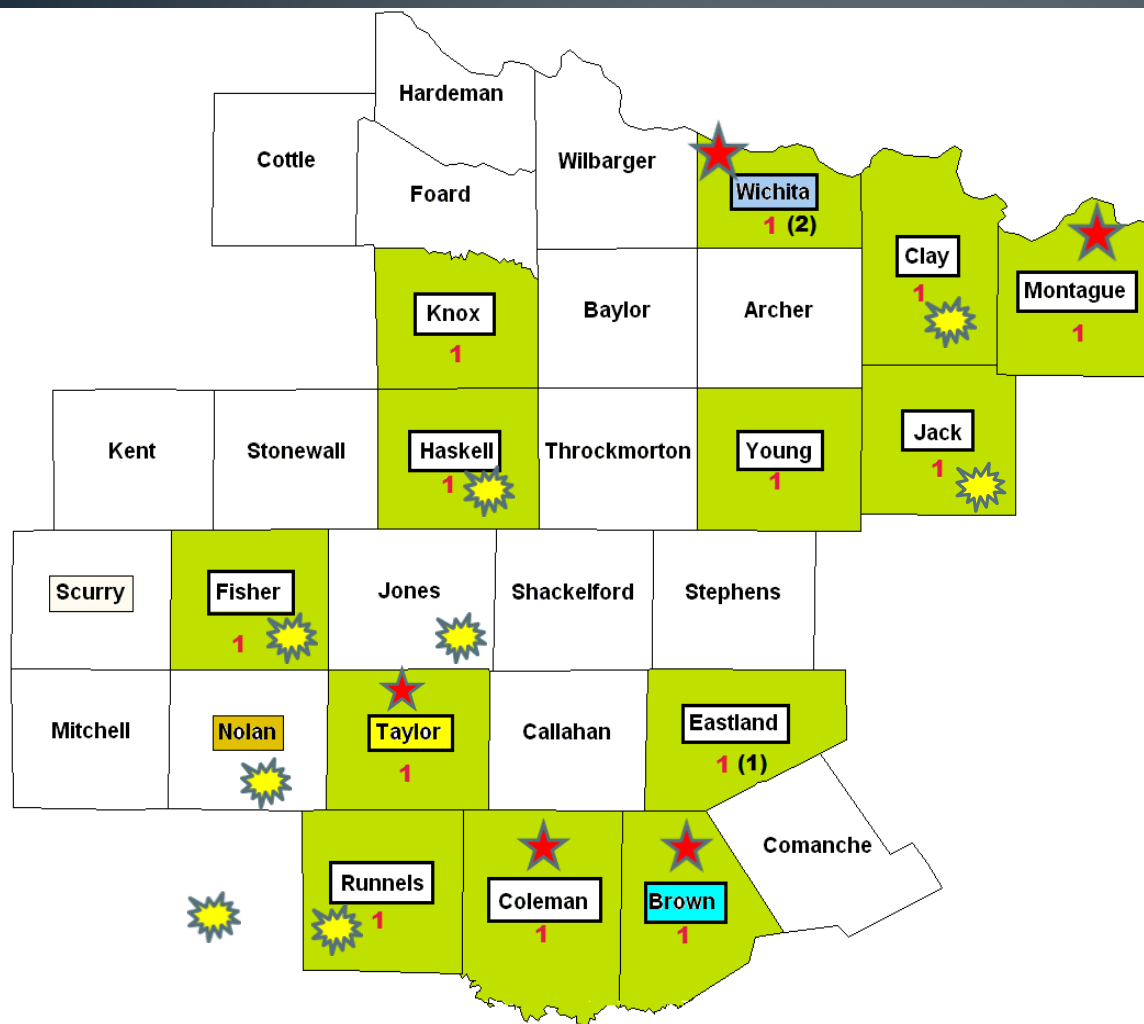 Hardeman
Cottle
Wilbarger
Foard
Wichita
1 (2)
Clay
1
Montague
1
Knox
1
Baylor
Archer
Kent
Stonewall
Haskell
1
Throckmorton
Young
1
Jack
1
Scurry
Fisher
1
Jones
Shackelford
Stephens
Mitchell
Nolan
Taylor
1
Callahan
Eastland
1 (1)
Comanche
Runnels
1
Coleman
1
Brown
1